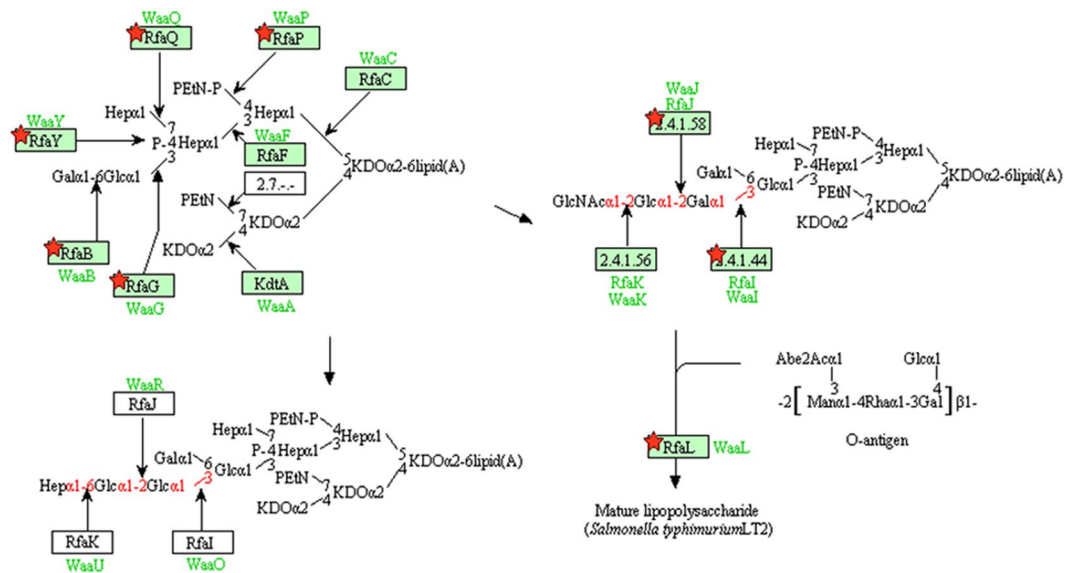 WaaQ
RfaQ
WaaP
RfaP
WaaC
RfaC
PEtN-P
Hepα1
4
3
Hepα1
WaaY
RfaY
7
P-4Hepα1
3
WaaF
RfaF
2.7.-.-
5
4
KDOα2-6lipid(A)
Galα1-6Glcα1
PEtN
7
4
KDOα2
KDOα2
RfaB
WaaB
RfaG
WaaG
KdtA
WaaA
WaaJ
RfaJ
2.4.1.58
PEtN-P
Hepα1
7
4
3
Hepα1
P-4Hepα1
3
5
4
KDOα2-6lipid(A)
Galα1
6
3
Glcα1
GlcNAcα1-2Glcα1-2Galα1
PEtN
7
4
KDOα2
KDOα2
2.4.1.56
RfaK
WaaK
2.4.1.44
RfaI
WaaI
WaaR
RfaJ
PEtN-P
Hepα1
7
4
3
Hepα1
P-4Hepα1
3
5
4
KDOα2-6lipid(A)
Galα1
6
3
Glcα1
Hepα1-6Glcα1-2Glcα1
PEtN
7
4
KDOα2
KDOα2
RfaK
WaaU
RfaI
WaaO
Abe2Acα1
Glcα1
3
4
-2[Manα1-4Rhaα1-3Gal]β1-
O-antigen
RfaL
WaaL
Mature lipopolysaccharide
(Salmonella typhimuriumLT2)